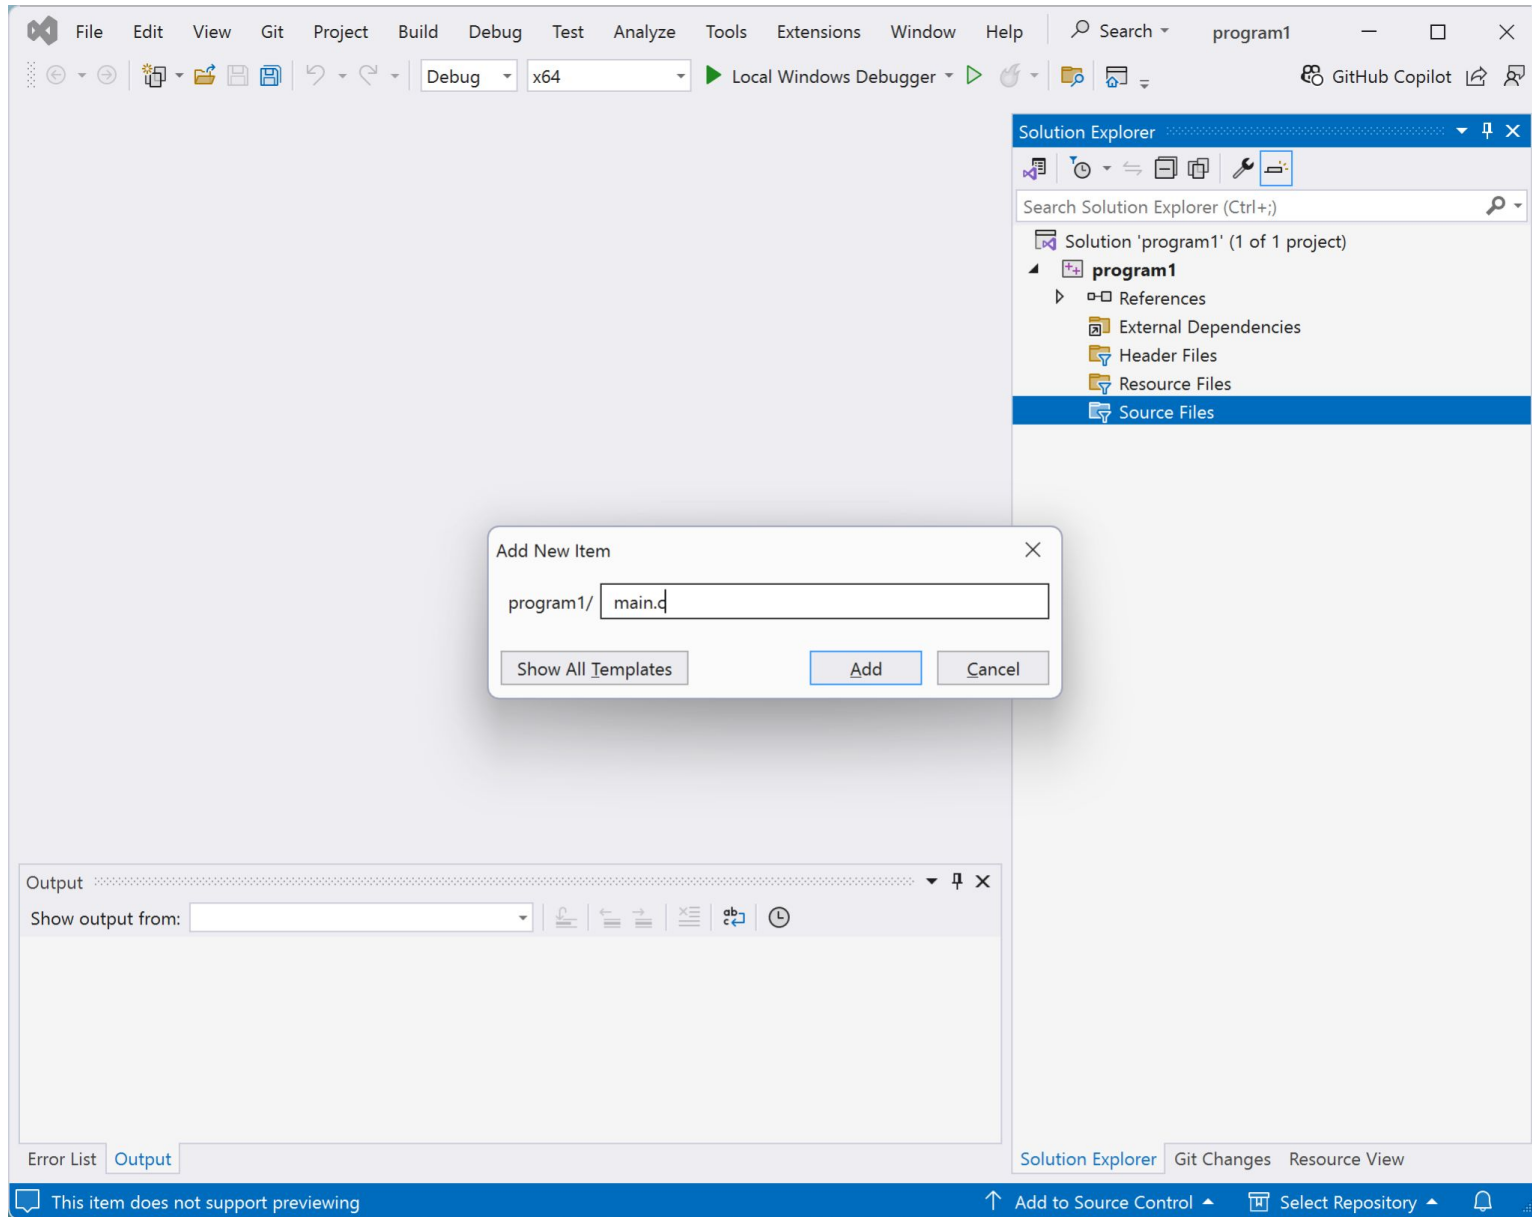 File Edit View Git Project Build Debug Test Analyze Tools Extensions Window Help Search program1
Debug x64 Local Windows Debugger GitHub Copilot
Solution Explorer
Search Solution Explorer (Ctrl+;)
Solution 'program1' (1 of 1 project)
program1
References
External Dependencies
Header Files
Resource Files
Source Files
Add New Item
program1/ main.c
Show All Templates Add Cancel
Output
Show output from:
Error List Output
Solution Explorer Git Changes Resource View
This item does not support previewing Add to Source Control Select Repository